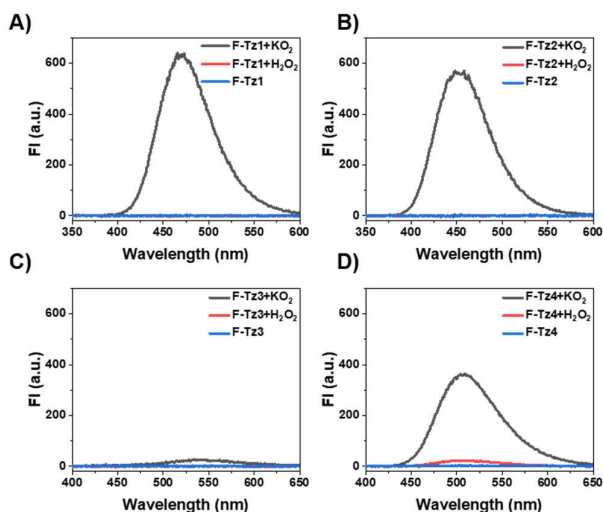 A)
F-Tz1+KO₂
F-Tz1+H₂O₂
F-Tz1
FI (a.u.)
600
400
200
0
350 400 450 500 550 600
Wavelength (nm)
B)
F-Tz2+KO₂
F-Tz2+H₂O₂
F-Tz2
FI (a.u.)
600
400
200
0
350 400 450 500 550 600
Wavelength (nm)
C)
F-Tz3+KO₂
F-Tz3+H₂O₂
F-Tz3
FI (a.u.)
600
400
200
0
400 450 500 550 600 650
Wavelength (nm)
D)
F-Tz4+KO₂
F-Tz4+H₂O₂
F-Tz4
FI (a.u.)
600
400
200
0
400 450 500 550 600 650
Wavelength (nm)